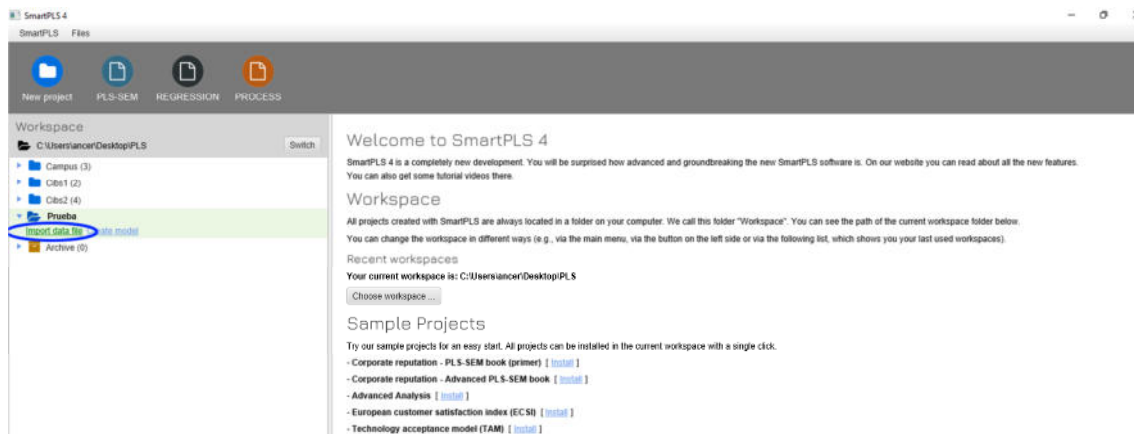 SmartPLS 4
SmartPLS Files
New project PLS-SEM REGRESSION PROCESS
Workspace
C:\Users\ancer\Desktop\PLS Switch
Campus (3)
Cibs1 (2)
Cibs2 (4)
Prueba
Import data file Create model
Archive (0)
Welcome to SmartPLS 4
SmartPLS 4 is a completely new development. You will be surprised how advanced and groundbreaking the new SmartPLS software is. On our website you can read about all the new features.
You can also get some tutorial videos there.
Workspace
All projects created with SmartPLS are always located in a folder on your computer. We call this folder "Workspace". You can see the path of the current workspace folder below.
You can change the workspace in different ways (e.g., via the main menu, via the button on the left side or via the following list, which shows you your last used workspaces).
Recent workspaces
Your current workspace is: C:\Users\ancer\Desktop\PLS
Choose workspace ...
Sample Projects
Try our sample projects for an easy start. All projects can be installed in the current workspace with a single click.
- Corporate reputation - PLS-SEM book (primer) [ Install ]
- Corporate reputation - Advanced PLS-SEM book [ Install ]
- Advanced Analysis [ Install ]
- European customer satisfaction index (ECSI) [ Install ]
- Technology acceptance model (TAM) [ Install ]